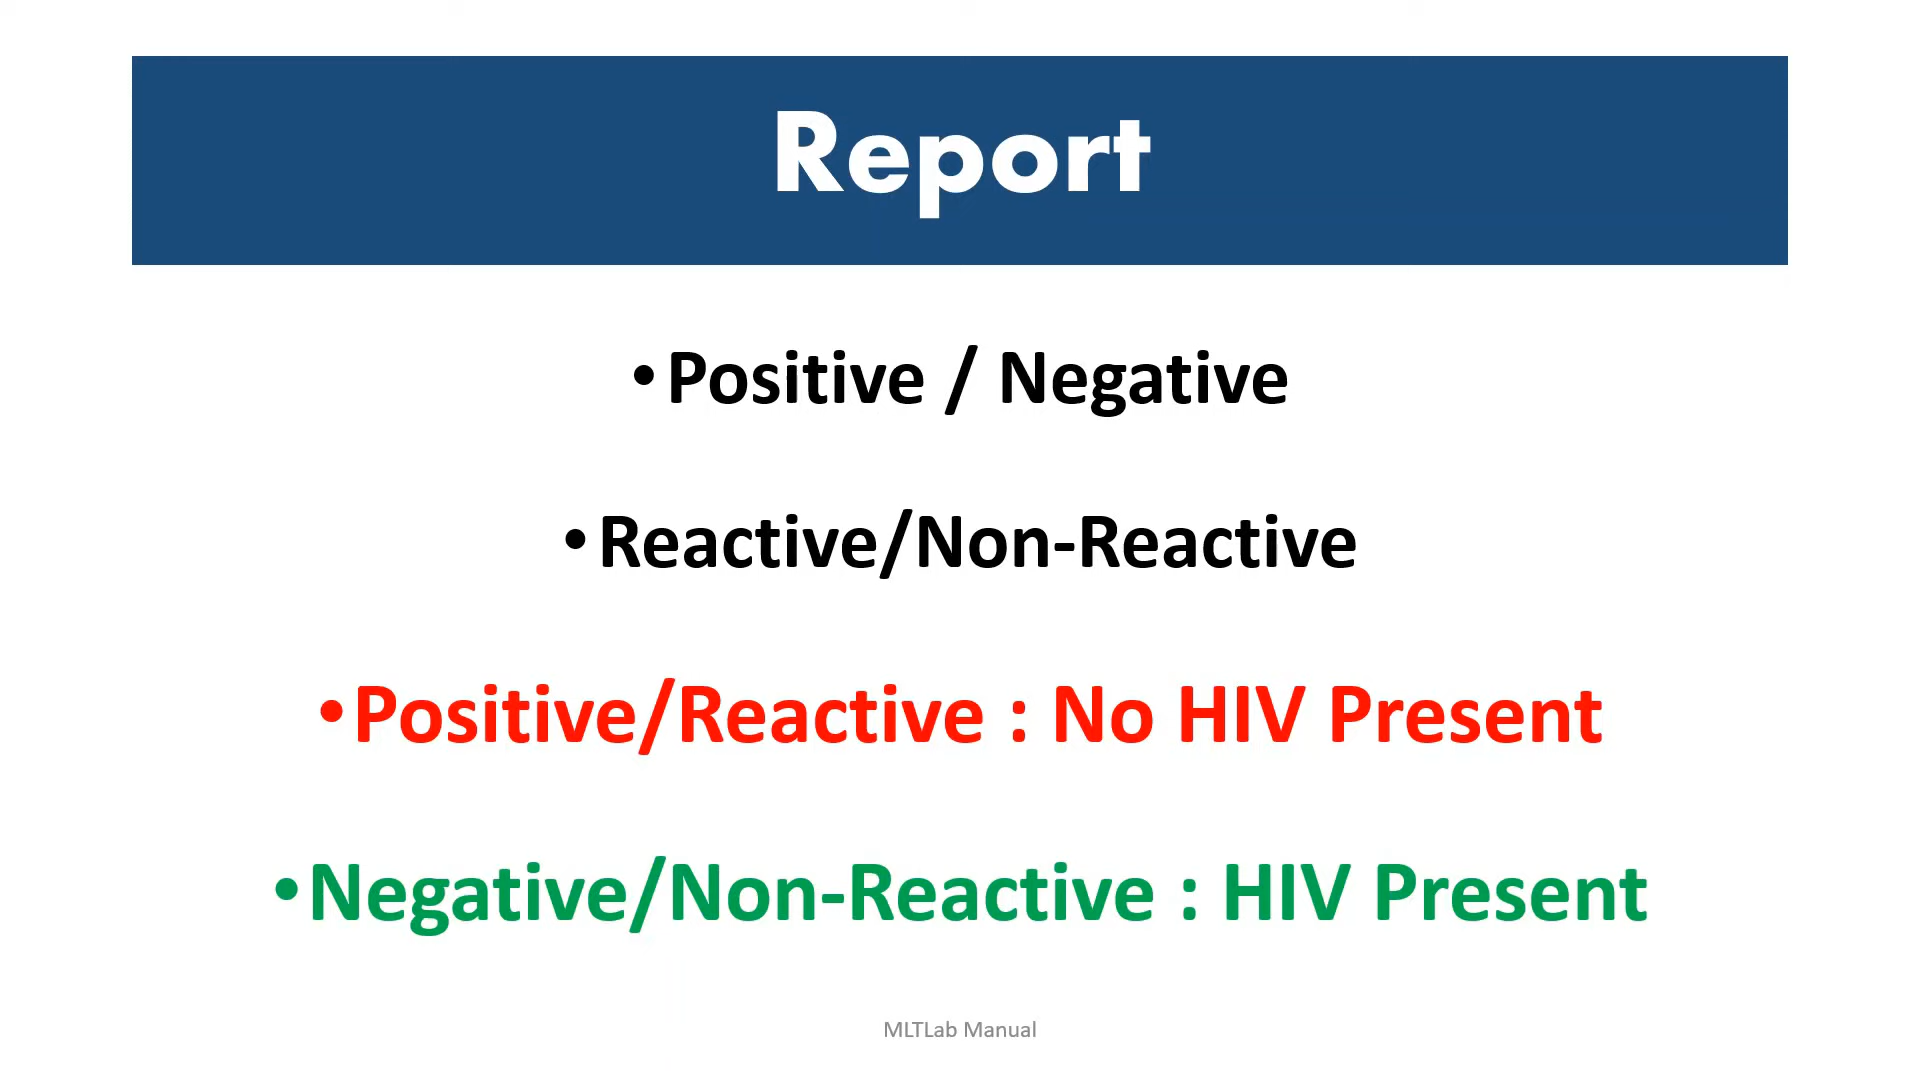 Report
•Positive / Negative
•Reactive/Non-Reactive
•Positive/Reactive : No HIV Present
•Negative/Non-Reactive : HIV Present
MLTLab Manual